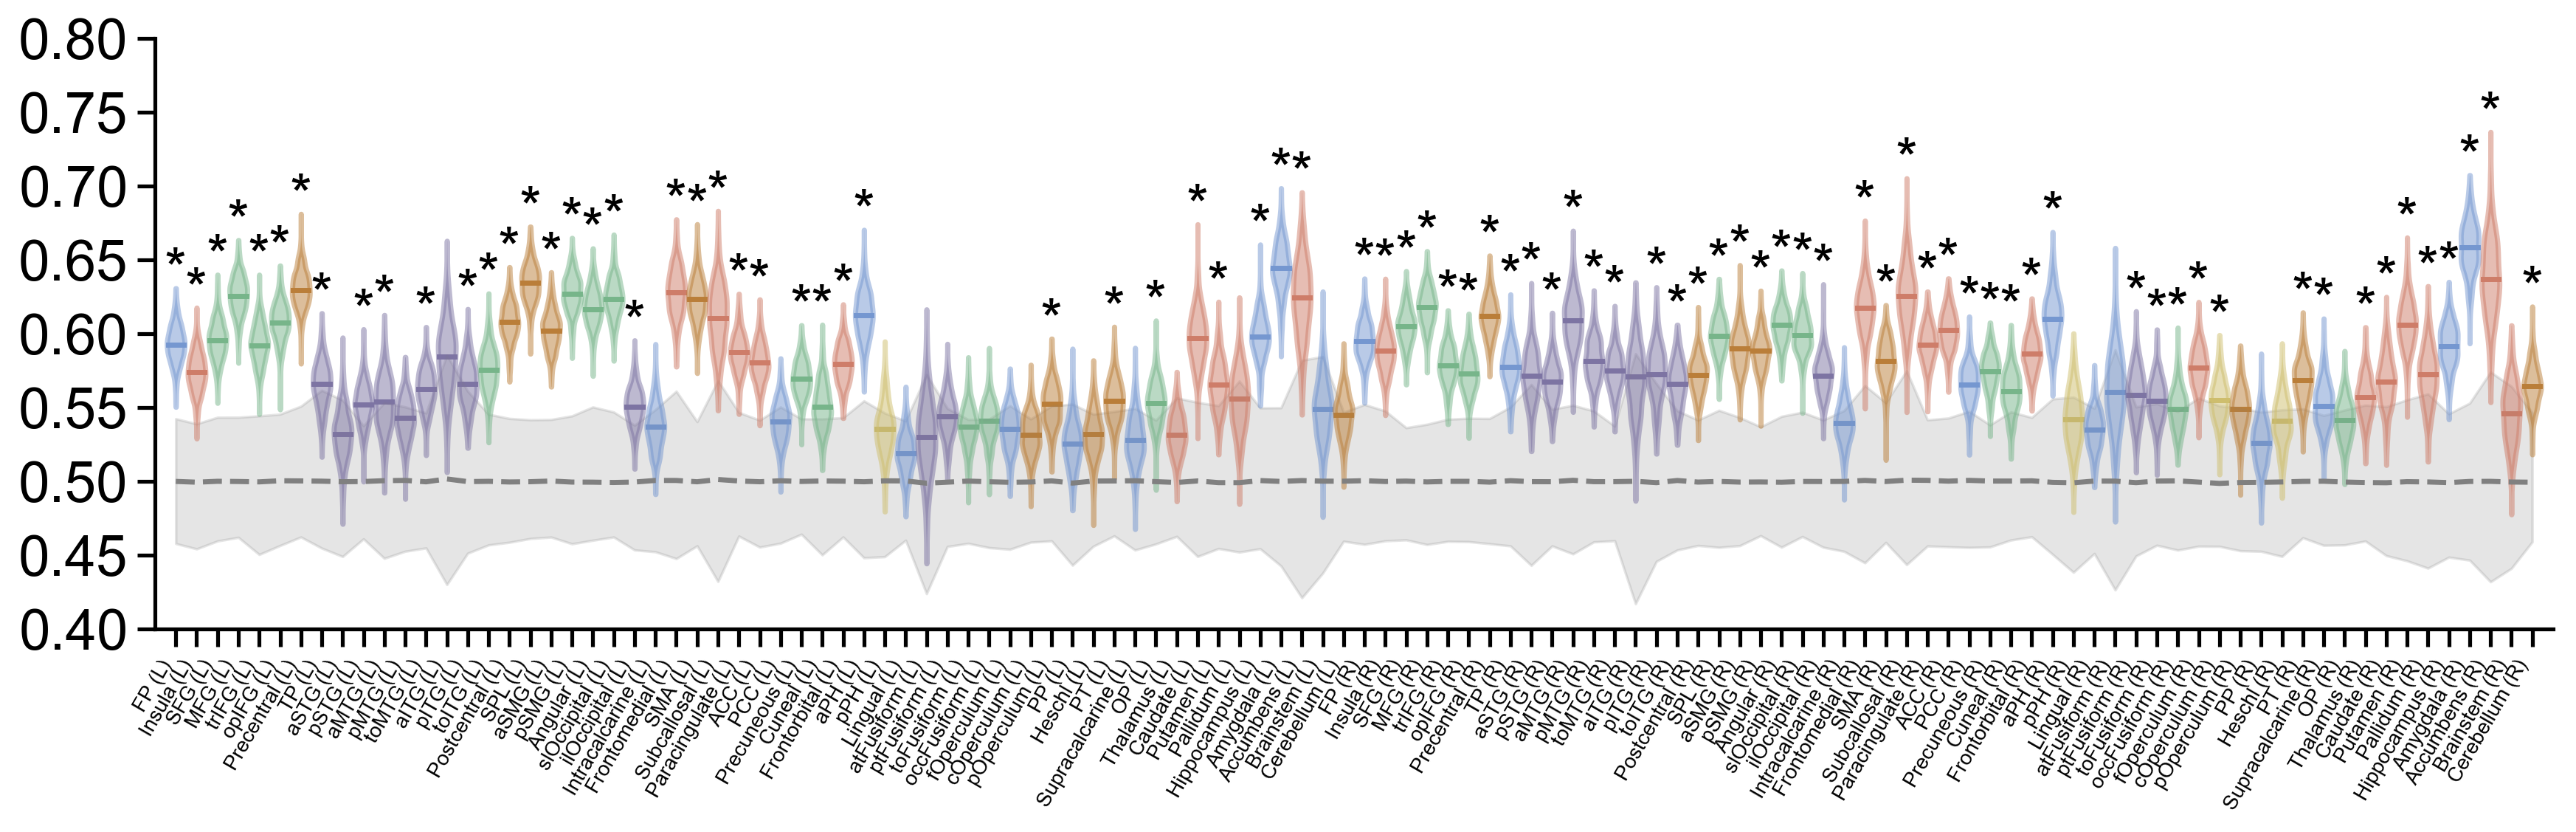 0.80
0.75
0.70
0.65
0.60
0.55
0.50
0.45
0.40
FP (L)
Insula (L)
SFG (L)
MFG (L)
trIFG (L)
opIFG (L)
Precentral (L)
TP (L)
aSTG (L)
pSTG (L)
aMTG (L)
pMTG (L)
toMTG (L)
aITG (L)
pITG (L)
toITG (L)
Postcentral (L)
SPL (L)
aSMG (L)
pSMG (L)
Angular (L)
slOccipital (L)
ilOccipital (L)
Intracalcarine (L)
Frontomedial (L)
SMA (L)
Subcallosal (L)
Paracingulate (L)
ACC (L)
PCC (L)
Precuneous (L)
Cuneal (L)
Frontorbital (L)
aPH (L)
pPH (L)
Lingual (L)
atFusiform (L)
ptFusiform (L)
toFusiform (L)
occFusiform (L)
fOperculum (L)
cOperculum (L)
pOperculum (L)
PP (L)
Heschl (L)
PT (L)
Supracalcarine (L)
OP (L)
Thalamus (L)
Caudate (L)
Putamen (L)
Pallidum (L)
Hippocampus (L)
Amygdala (L)
Accumbens (L)
Brainstem (L)
Cerebellum (L)
FP (R)
Insula (R)
SFG (R)
MFG (R)
trIFG (R)
opIFG (R)
Precentral (R)
TP (R)
aSTG (R)
pSTG (R)
aMTG (R)
pMTG (R)
toMTG (R)
aITG (R)
pITG (R)
toITG (R)
Postcentral (R)
SPL (R)
aSMG (R)
pSMG (R)
Angular (R)
slOccipital (R)
ilOccipital (R)
Intracalcarine (R)
Frontomedial (R)
SMA (R)
Subcallosal (R)
Paracingulate (R)
ACC (R)
PCC (R)
Precuneous (R)
Cuneal (R)
Frontorbital (R)
aPH (R)
pPH (R)
Lingual (R)
atFusiform (R)
ptFusiform (R)
toFusiform (R)
occFusiform (R)
fOperculum (R)
cOperculum (R)
pOperculum (R)
PP (R)
Heschl (R)
PT (R)
Supracalcarine (R)
OP (R)
Thalamus (R)
Caudate (R)
Putamen (R)
Pallidum (R)
Hippocampus (R)
Amygdala (R)
Accumbens (R)
Brainstem (R)
Cerebellum (R)